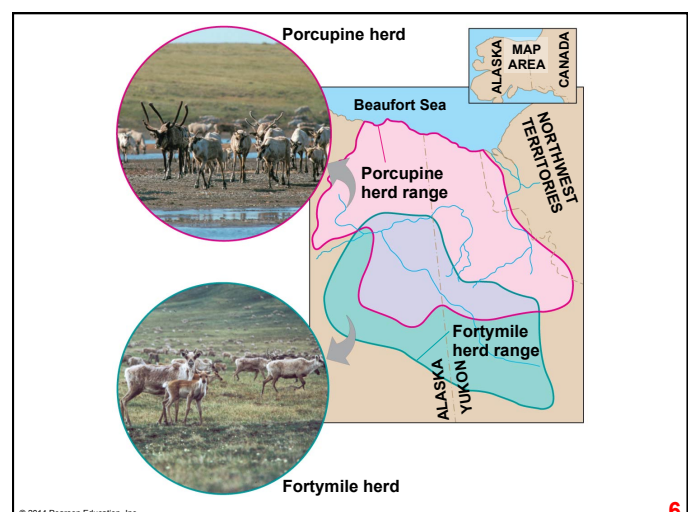 Porcupine herd
ALASKA
MAP
AREA
CANADA
Beaufort Sea
NORTHWEST
TERRITORIES
Porcupine
herd range
Fortymile
herd range
ALASKA
YUKON
Fortymile herd
© 2014 Pearson Education, Inc.
6